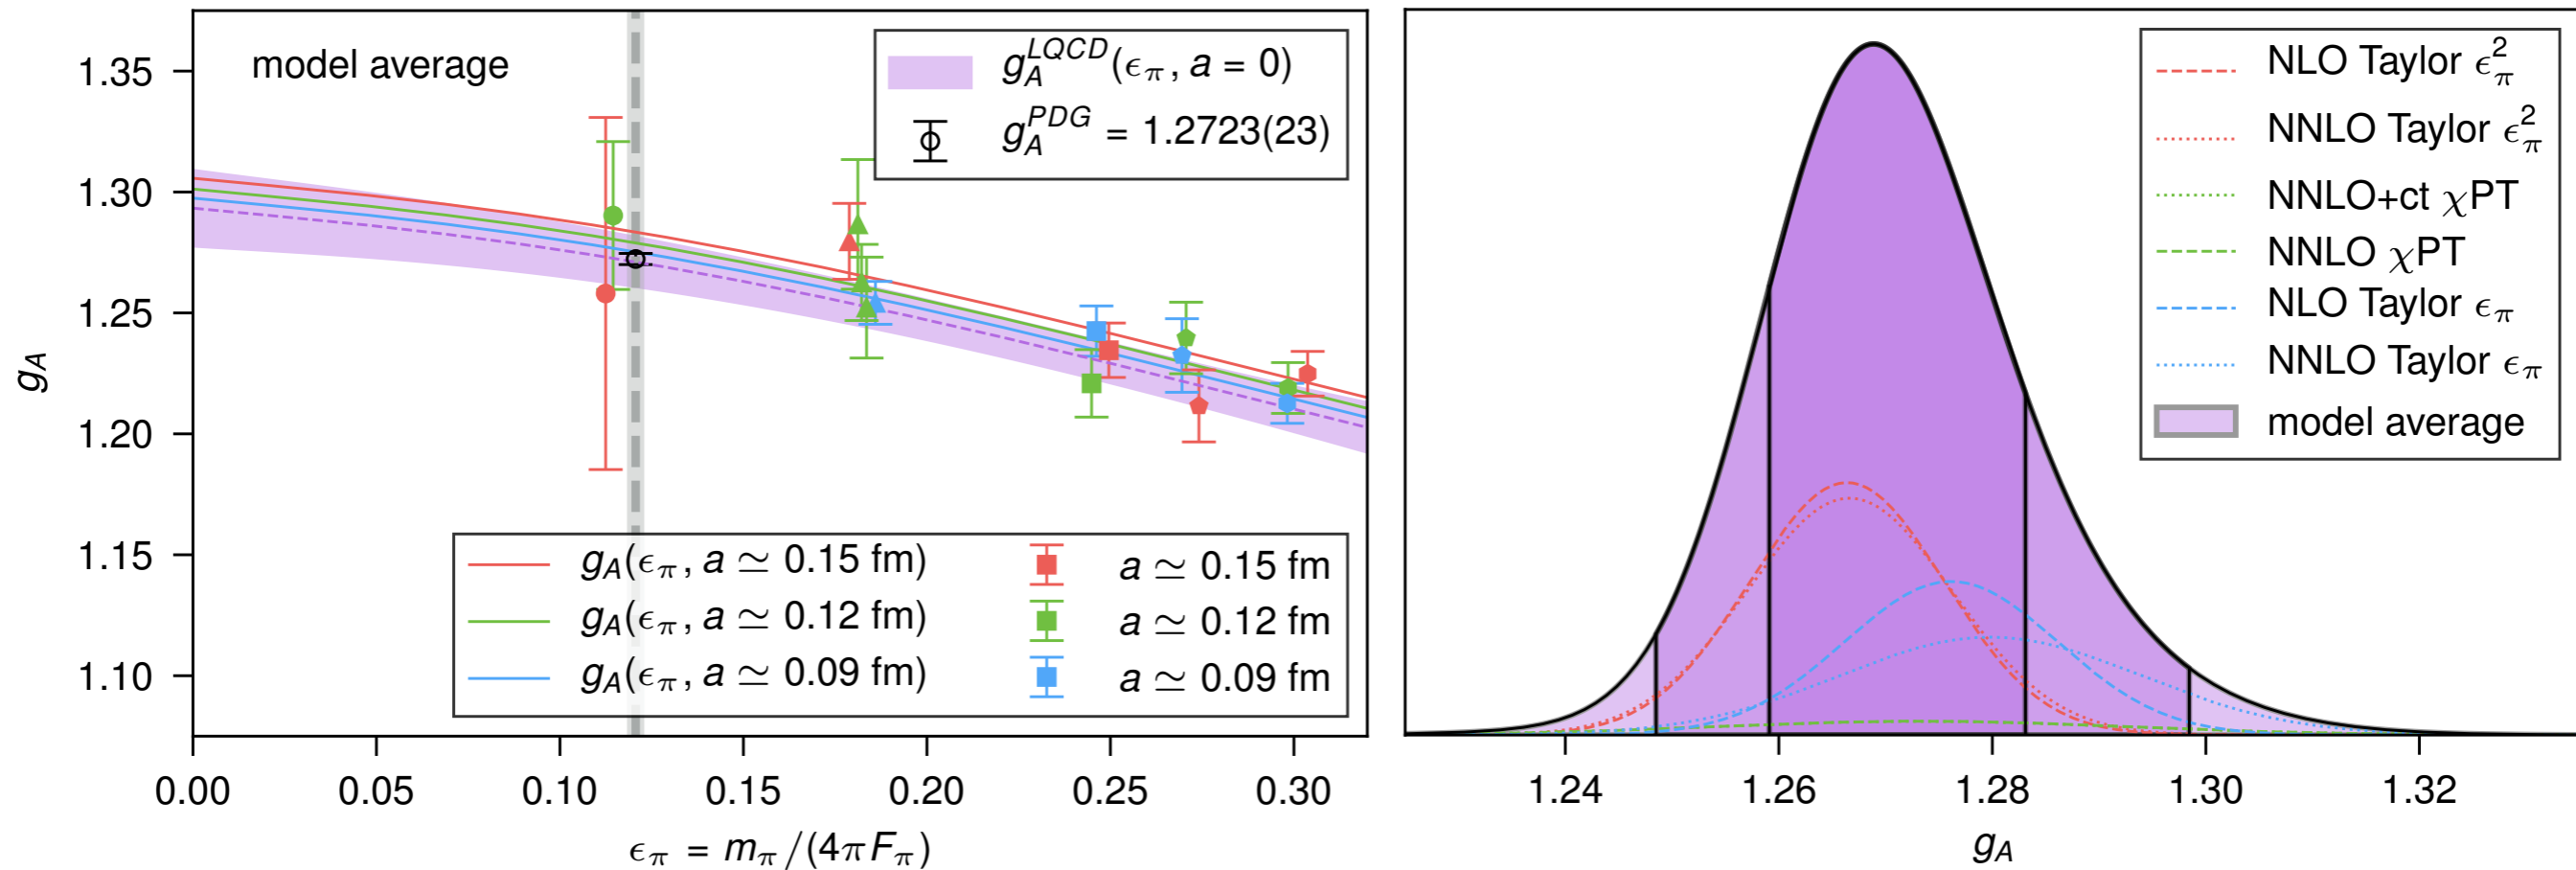 model average
g_A^{LQCD}(ϵ_π, a = 0)
g_A^{PDG} = 1.2723(23)
1.35
1.30
1.25
1.20
1.15
1.10
g_A
g_A(ϵ_π, a ≃ 0.15 fm)
a ≃ 0.15 fm
g_A(ϵ_π, a ≃ 0.12 fm)
a ≃ 0.12 fm
g_A(ϵ_π, a ≃ 0.09 fm)
a ≃ 0.09 fm
0.00 0.05 0.10 0.15 0.20 0.25 0.30
ϵ_π = m_π/(4πF_π)
NLO Taylor ϵ_π^2
NNLO Taylor ϵ_π^2
NNLO+ct χPT
NNLO χPT
NLO Taylor ϵ_π
NNLO Taylor ϵ_π
model average
1.24 1.26 1.28 1.30 1.32
g_A